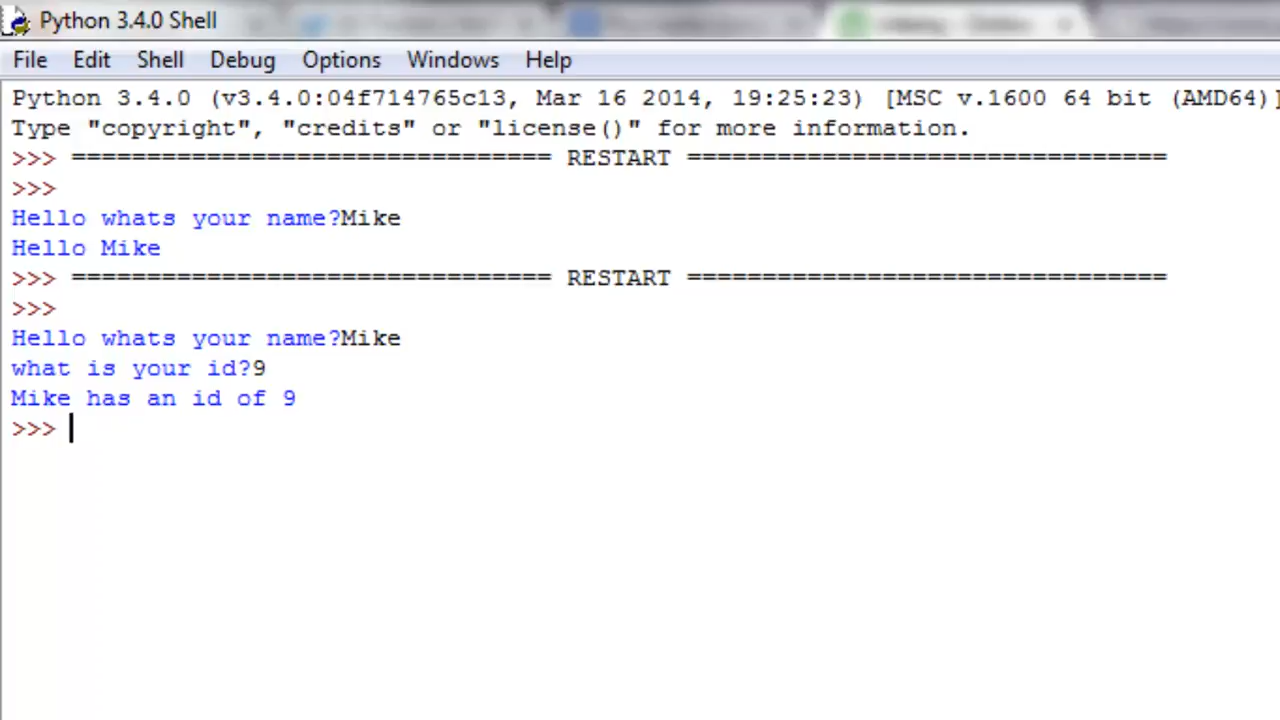 Python 3.4.0 Shell
File Edit Shell Debug Options Windows Help
Python 3.4.0 (v3.4.0:04f714765c13, Mar 16 2014, 19:25:23) [MSC v.1600 64 bit (AMD64)]
Type "copyright", "credits" or "license()" for more information.
>>> ================================ RESTART ================================
>>>
Hello whats your name?Mike
Hello Mike
>>> ================================ RESTART ================================
>>>
Hello whats your name?Mike
what is your id?9
Mike has an id of 9
>>>